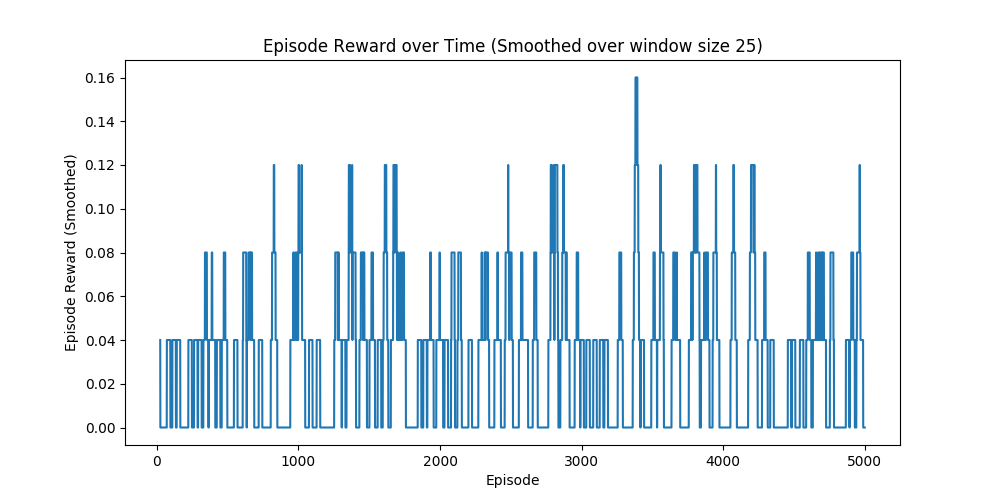 Episode Reward over Time (Smoothed over window size 25)
Episode Reward (Smoothed)
0.16
0.14
0.12
0.10
0.08
0.06
0.04
0.02
0.00
0 1000 2000 3000 4000 5000
Episode